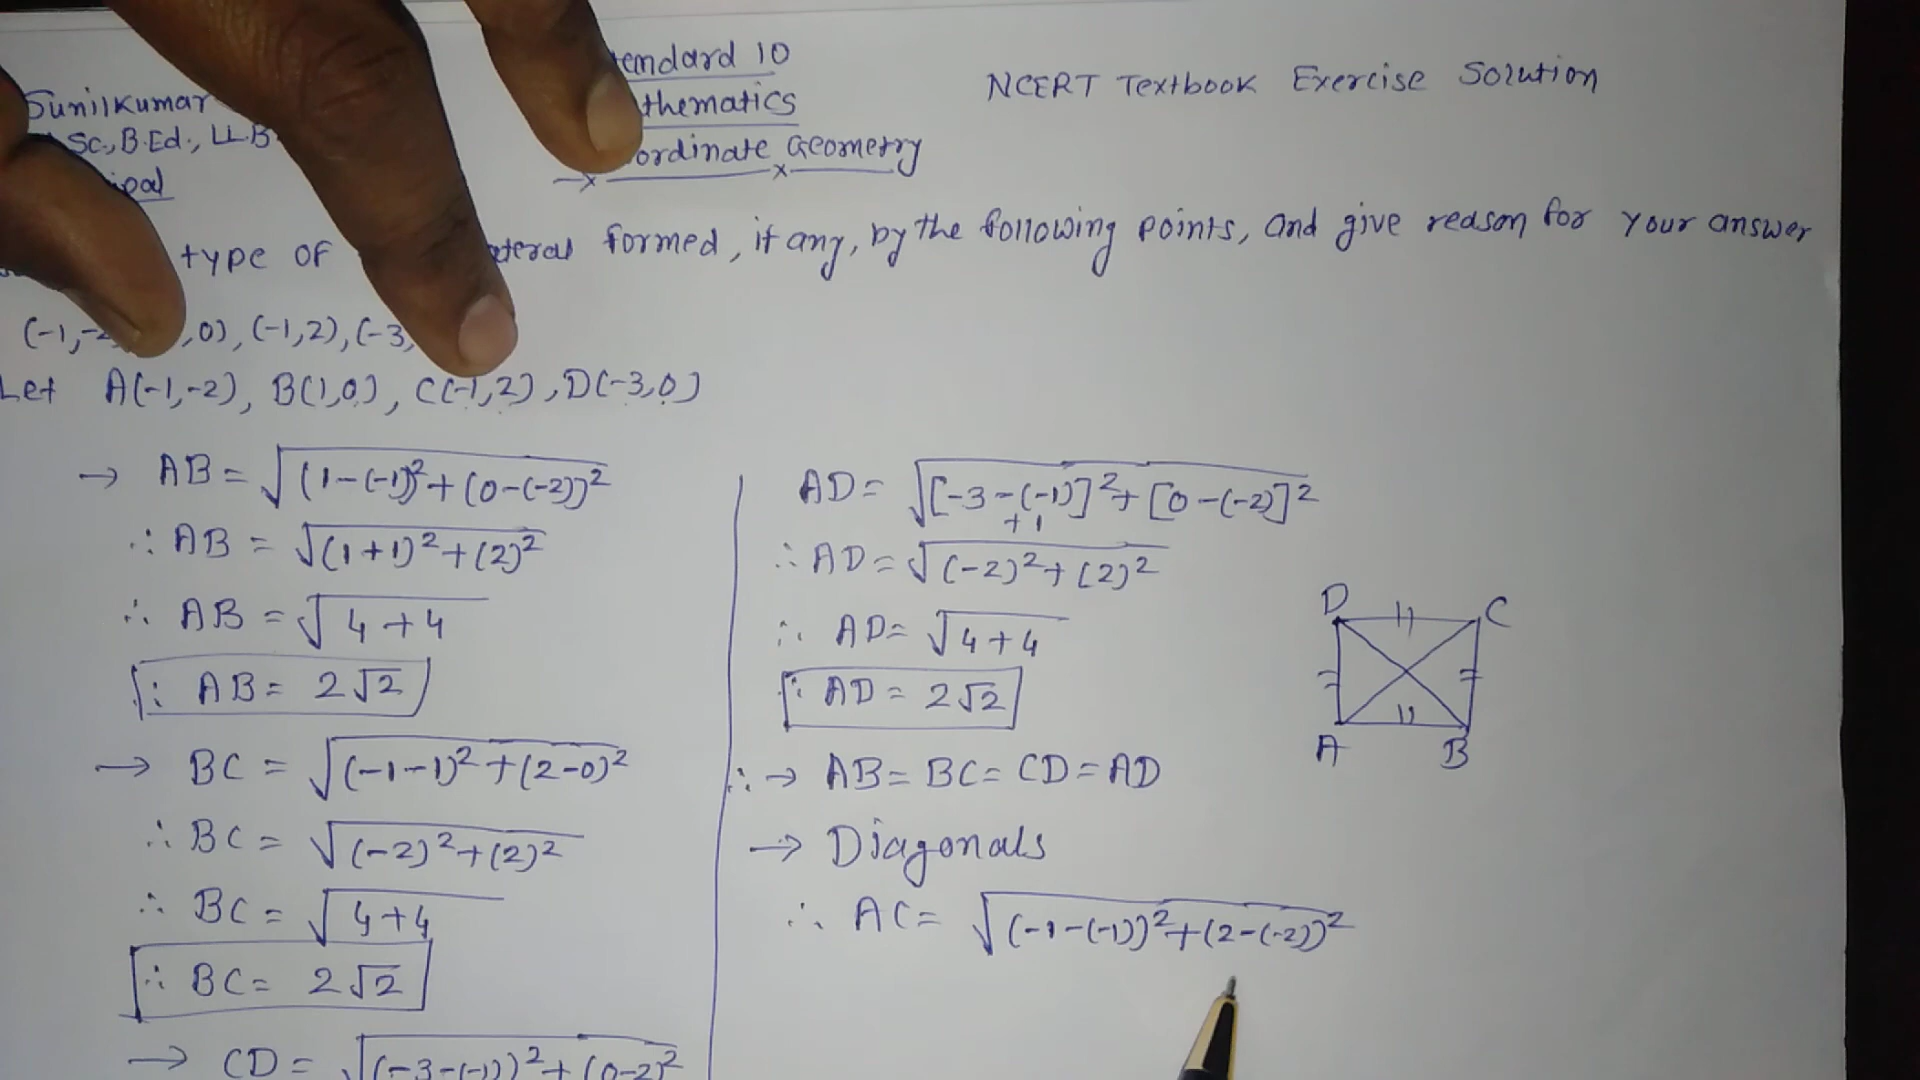 Sunilkumar
Sc., B.Ed., LL.B
endard 10
thematics
ordinate Geometry
NCERT Textbook Exercise Solution
type of formed, if any, by the following points, and give reason for your answer
(-1,-2 ,0), (-1,2), (-3,
Let A(-1,-2), B(1,0), C(-1,2), D(-3,0)
→ AB = √(1-(-1))²+(0-(-2))²
∴ AB = √(1+1)²+(2)²
∴ AB = √4+4
∴ AB = 2√2
→ BC = √(-1-1)²+(2-0)²
∴ BC = √(-2)²+(2)²
∴ BC = √4+4
∴ BC = 2√2
→ CD = √(-3-(-1))²+(0-2)²
AD = √[-3-(-1)]²+[0-(-2)]²
+1
∴ AD = √(-2)²+(2)²
∴ AD = √4+4
∴ AD = 2√2
∴ → AB = BC = CD = AD
→ Diagonals
∴ AC = √(-1-(-1))²+(2-(-2))²
D C
A B